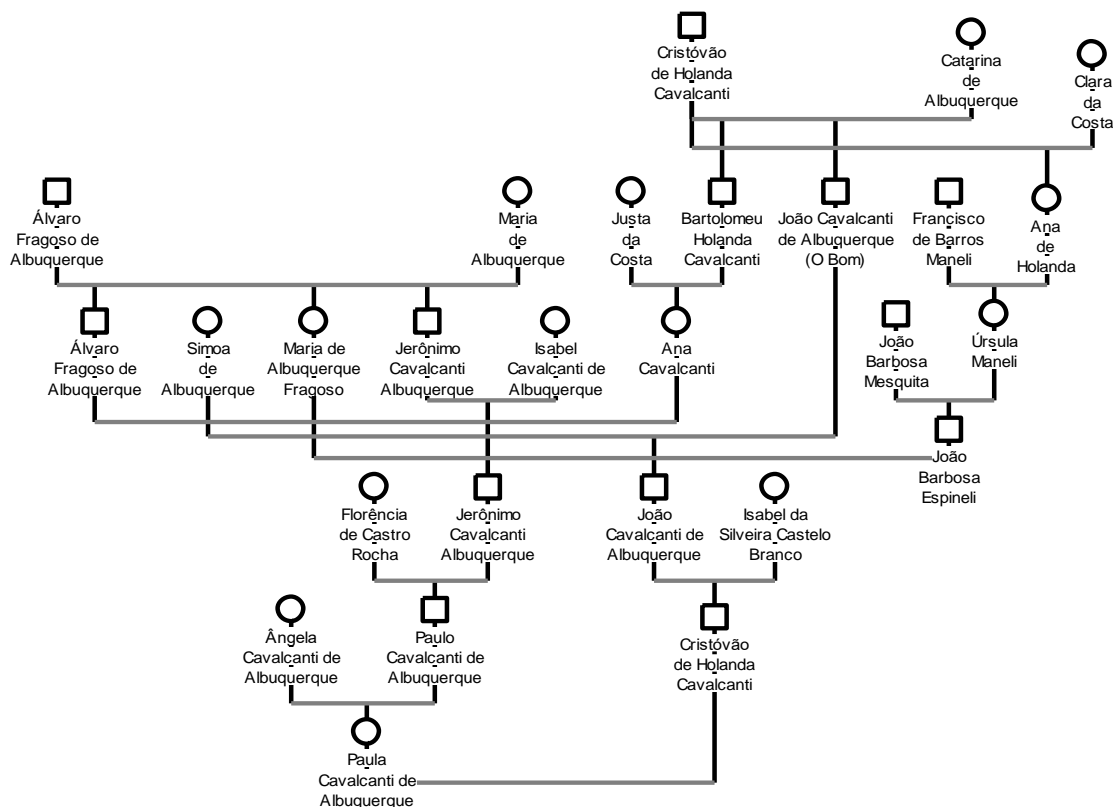 Cristóvão
de Holanda
Cavalcanti
Catarina
de
Albuquerque
Clara
da
Costa
Álvaro
Fragoso de
Albuquerque
Maria
de
Albuquerque
Justa
da
Costa
Bartolomeu
Holanda
Cavalcanti
João Cavalcanti
de Albuquerque
(O Bom)
Francisco
de Barros
Maneli
Ana
de
Holanda
Álvaro
Fragoso de
Albuquerque
Simoa
de
Albuquerque
Maria de
Albuquerque
Fragoso
Jerônimo
Cavalcanti
Albuquerque
Isabel
Cavalcanti de
Albuquerque
Ana
Cavalcanti
João
Barbosa
Mesquita
Úrsula
Maneli
João
Barbosa
Espineli
Florência
de Castro
Rocha
Jerônimo
Cavalcanti
Albuquerque
João
Cavalcanti de
Albuquerque
Isabel da
Silveira Castelo
Branco
Ângela
Cavalcanti de
Albuquerque
Paulo
Cavalcanti de
Albuquerque
Cristóvão
de Holanda
Cavalcanti
Paula
Cavalcanti de
Albuquerque